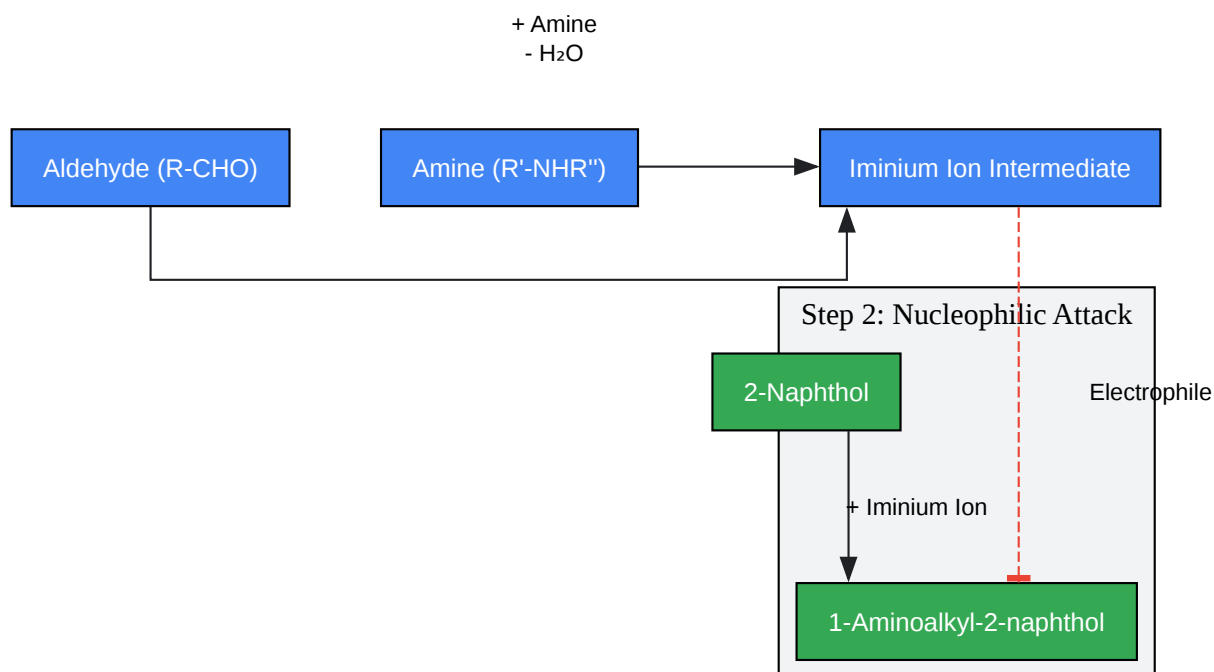 + Amine
- H₂O
Aldehyde (R-CHO)
Amine (R'-NHR'')
Iminium Ion Intermediate
Step 2: Nucleophilic Attack
2-Naphthol
Electrophile
+ Iminium Ion
1-Aminoalkyl-2-naphthol